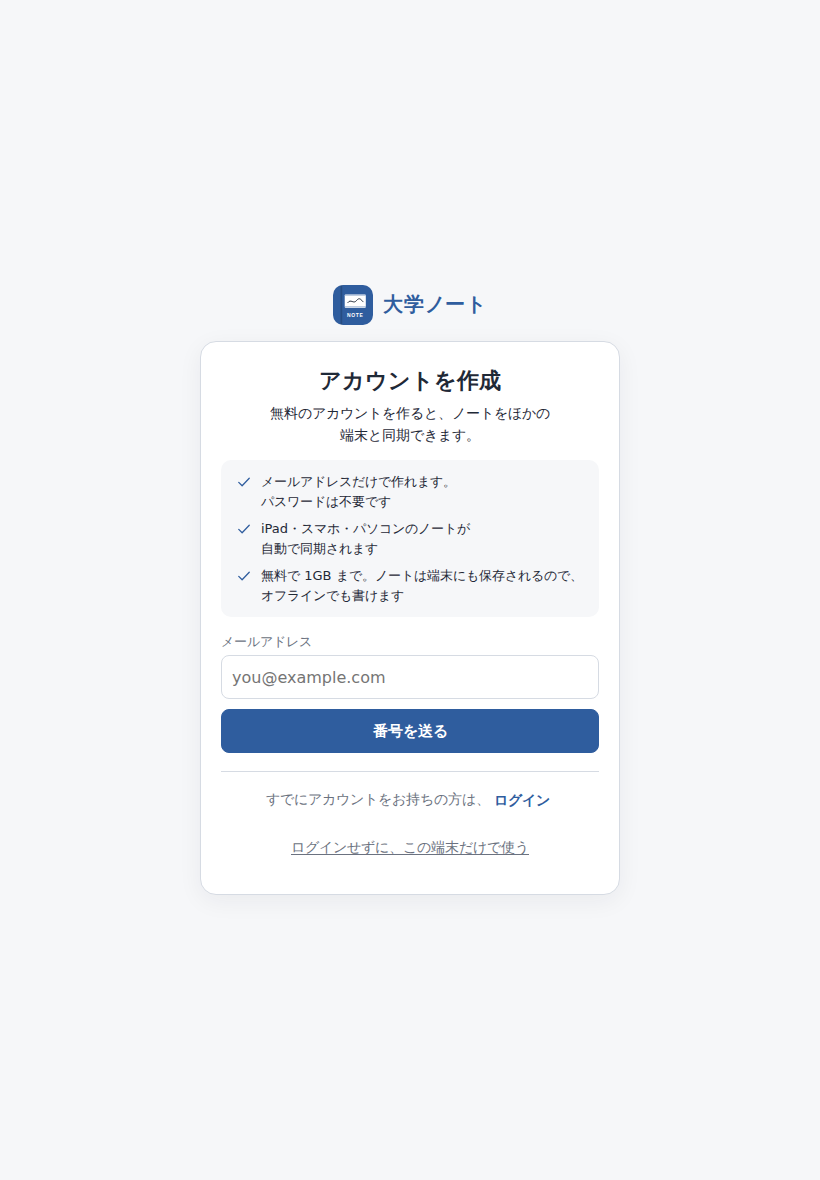 NOTE
大学ノート
アカウントを作成
無料のアカウントを作ると、ノートをほかの
端末と同期できます。
メールアドレスだけで作れます。
パスワードは不要です
iPad・スマホ・パソコンのノートが
自動で同期されます
無料で 1GB まで。ノートは端末にも保存されるので、
オフラインでも書けます
メールアドレス
you@example.com
番号を送る
すでにアカウントをお持ちの方は、 ログイン
ログインせずに、この端末だけで使う